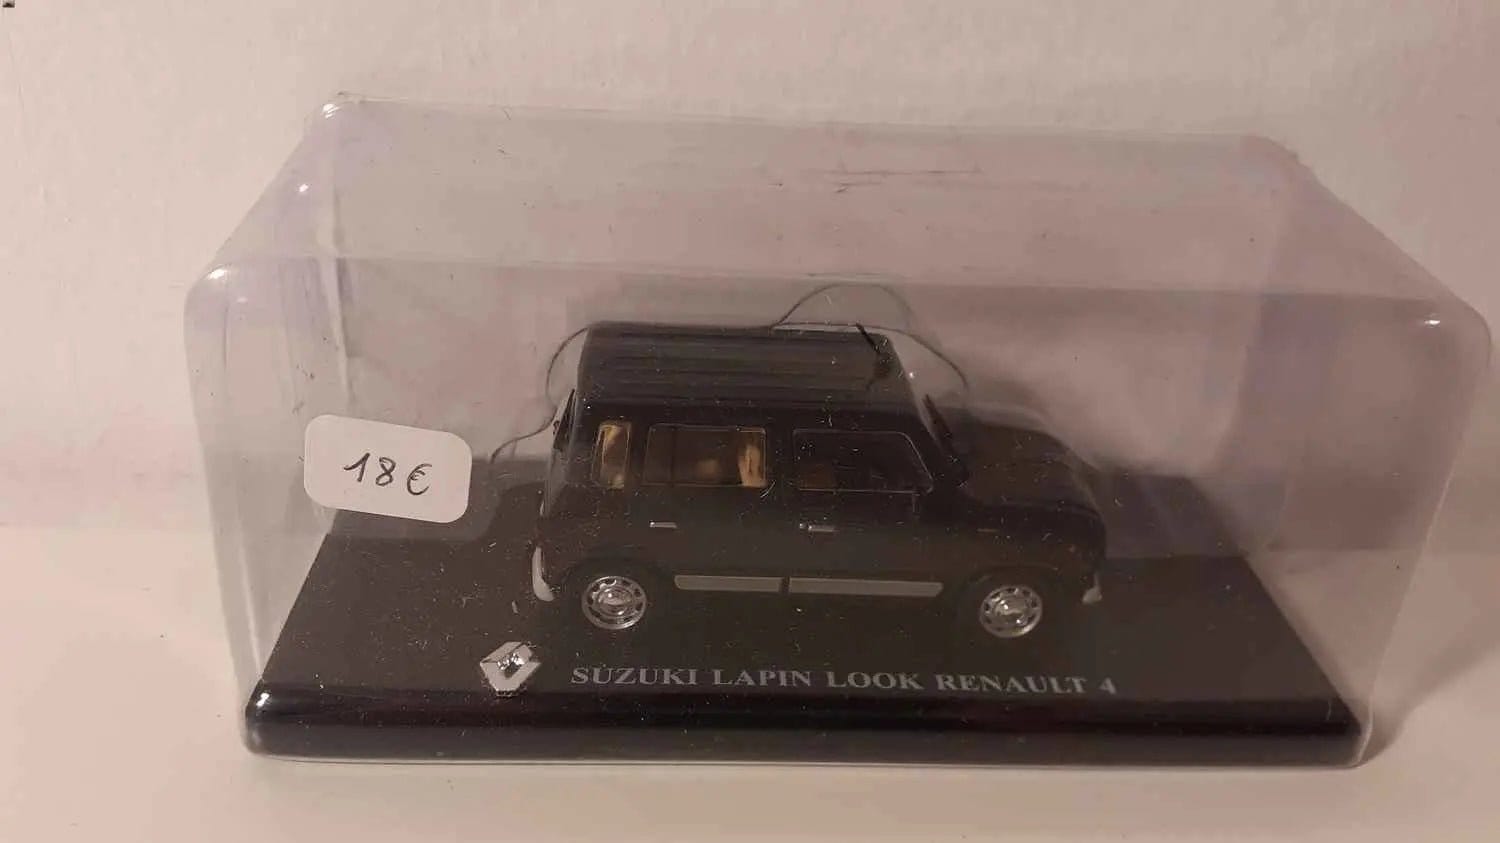 18€
SUZUKI LAPIN LOOK RENAULT 4